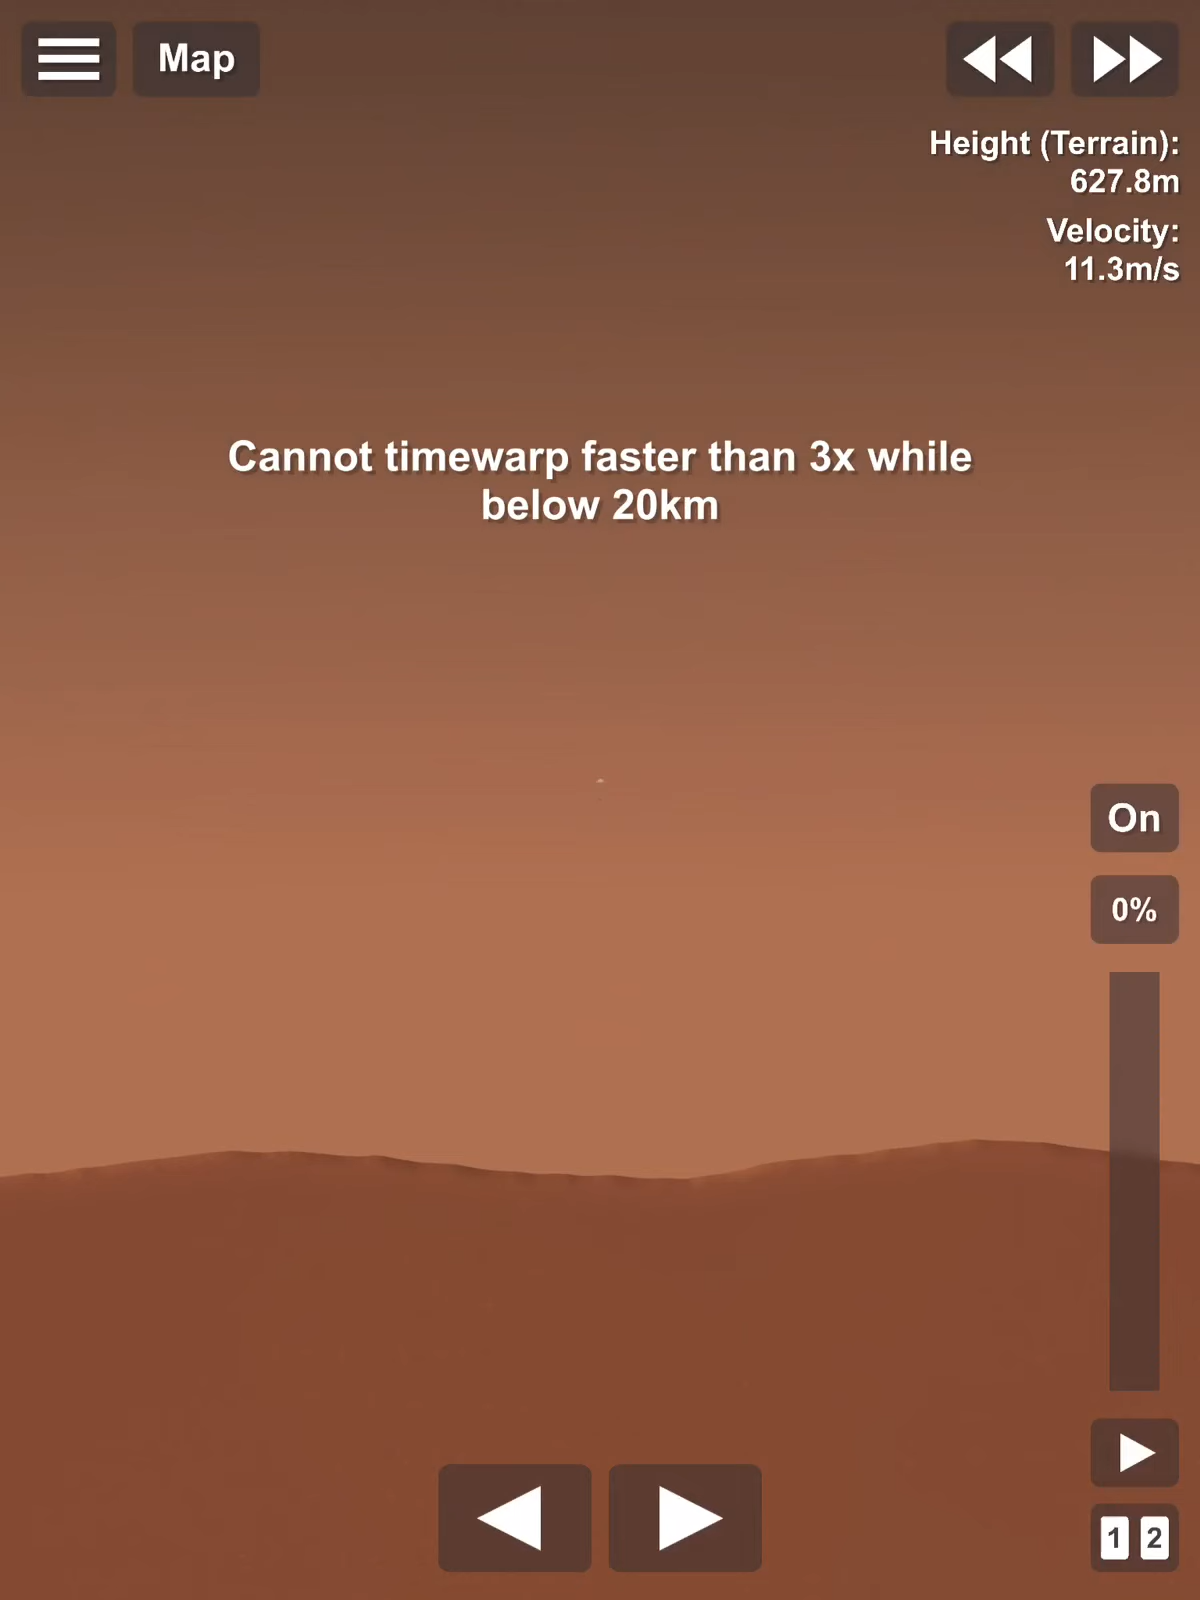 Map
Height (Terrain):
627.8m
Velocity:
11.3m/s
Cannot timewarp faster than 3x while
below 20km
On
0%
1 2